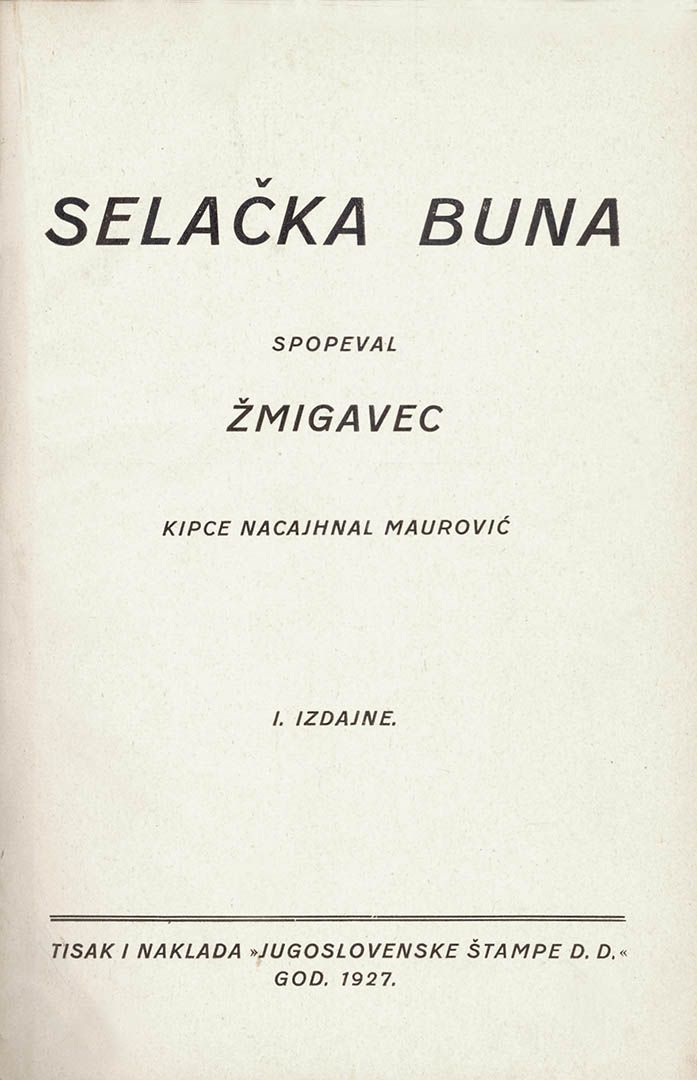 SELAČKA BUNA
SPOPEVAL
ŽMIGAVEC
KIPCE NACAJHNAL MAUROVIĆ
I. IZDAJNE.
TISAK I NAKLADA »JUGOSLOVENSKE ŠTAMPE D. D.«
GOD. 1927.